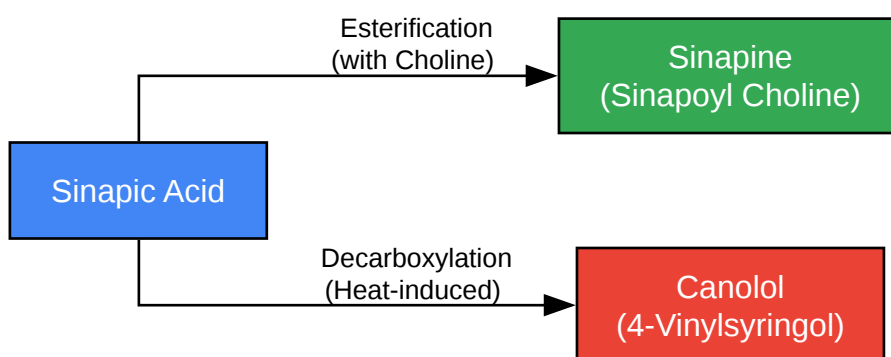 Esterification
(with Choline)
Sinapine
(Sinapoyl Choline)
Sinapic Acid
Decarboxylation
(Heat-induced)
Canolol
(4-Vinylsyringol)